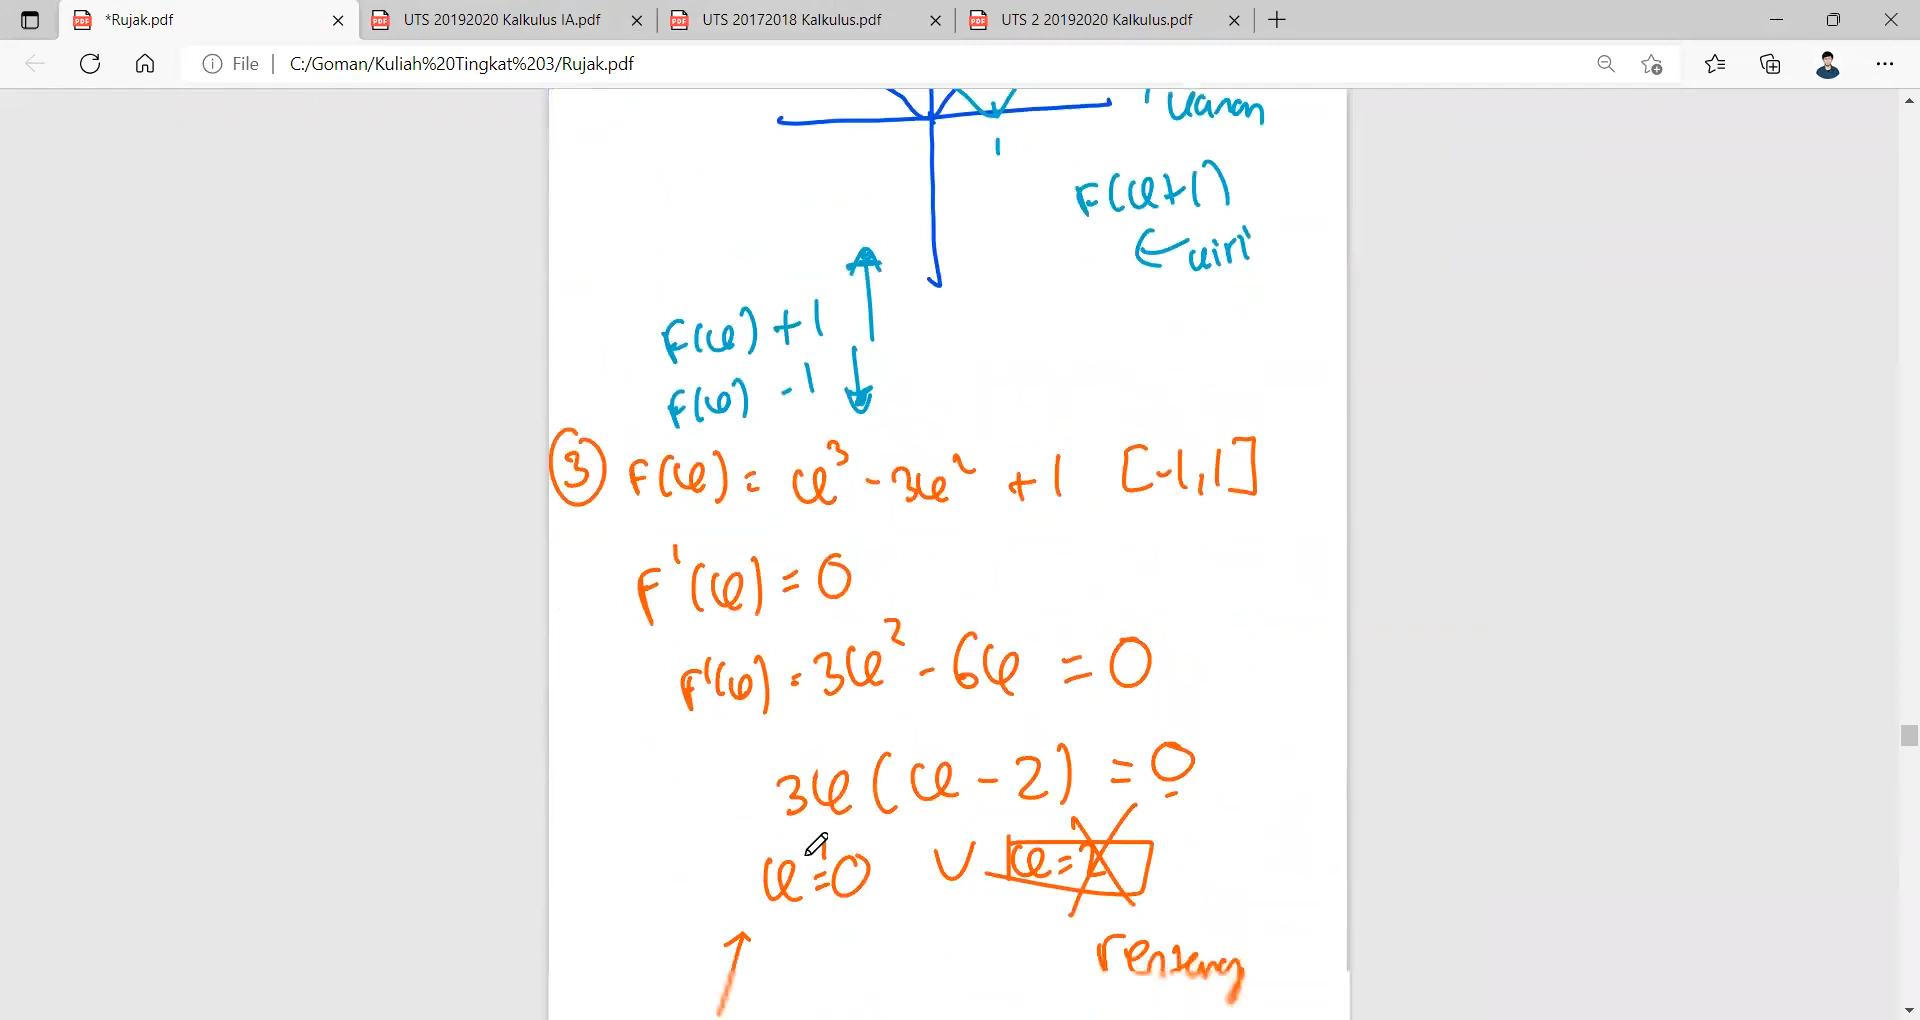 *Rujak.pdf
UTS 20192020 Kalkulus IA.pdf
UTS 20172018 Kalkulus.pdf
UTS 2 20192020 Kalkulus.pdf
File | C:/Goman/Kuliah%20Tingkat%203/Rujak.pdf
kanan
1
F(x+1)
← kiri
F(x) + 1 ↑
F(x) - 1 ↓
③ F(x) = x³ - 3x² + 1 [-1,1]
F'(x) = 0
F'(x) = 3x² - 6x = 0
3x (x - 2) = 0
x = 0 V x = 2
rentang